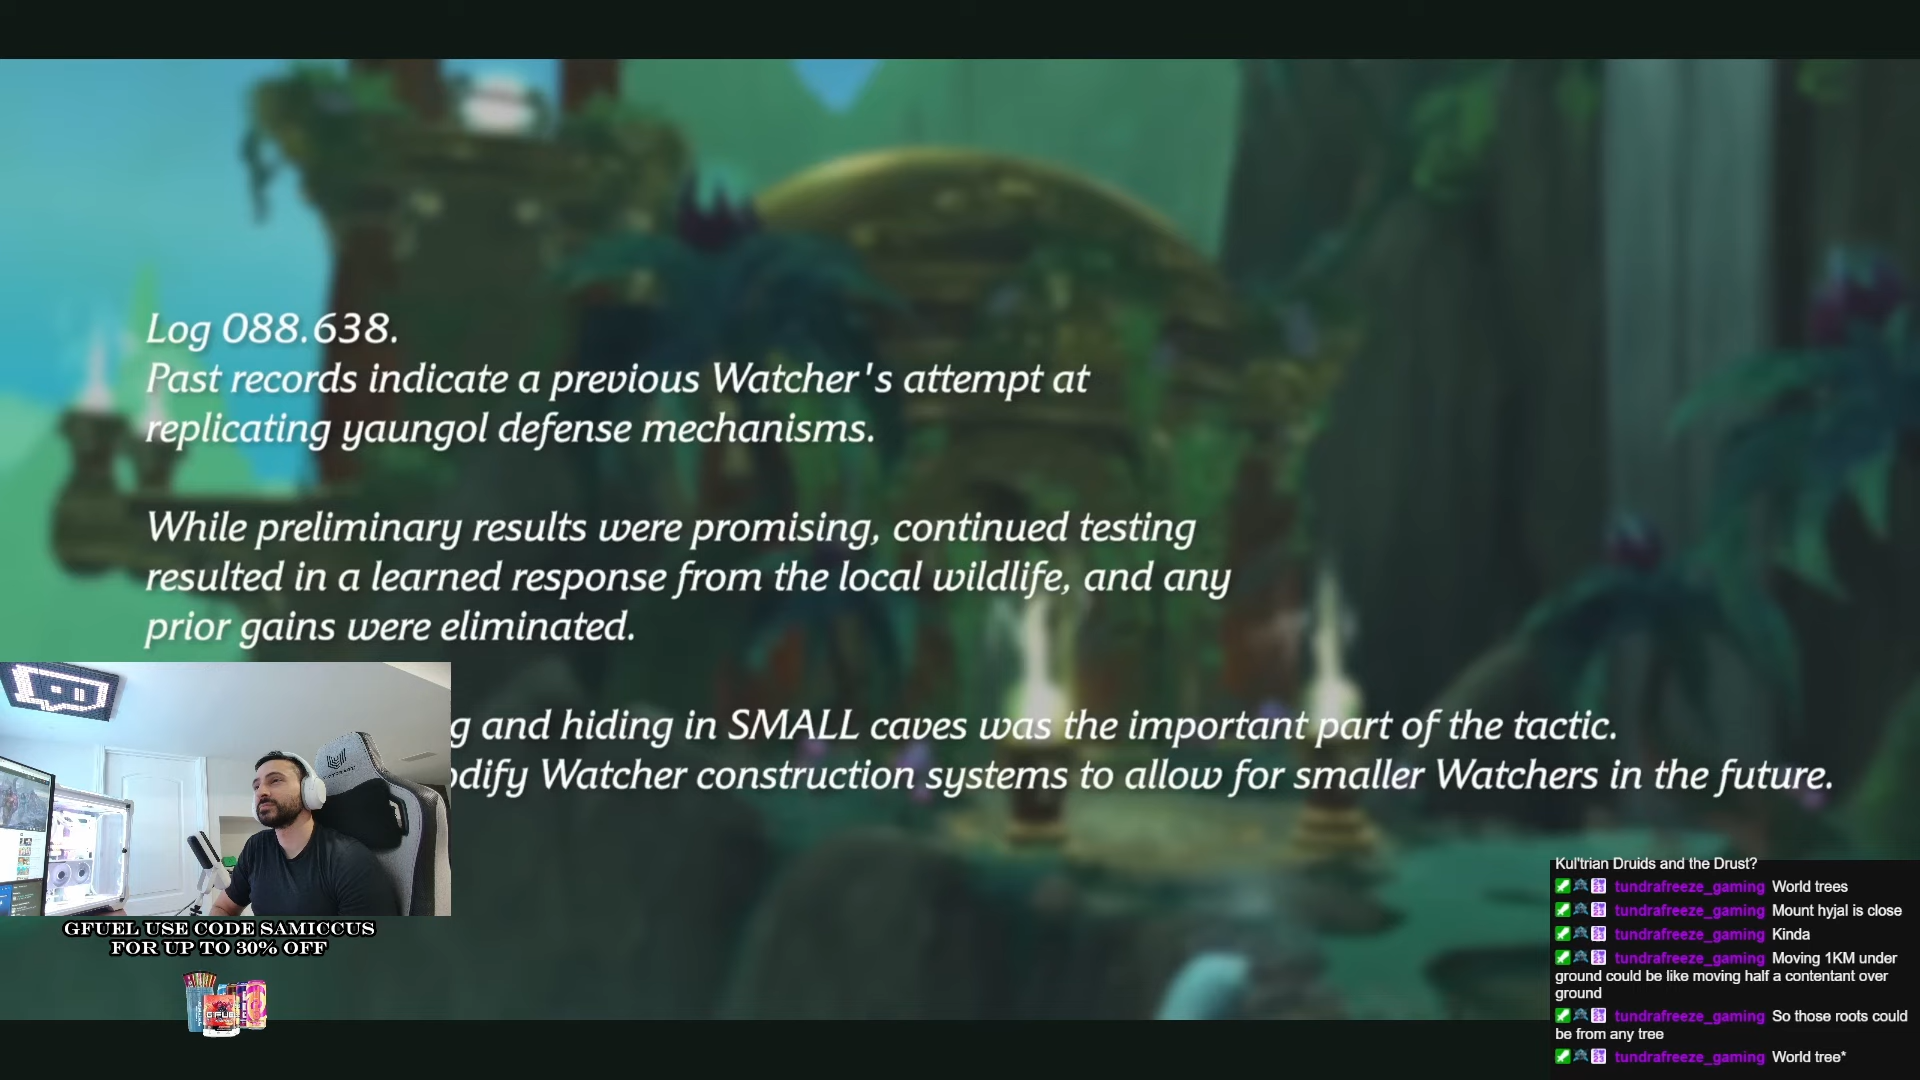 Log 088.638.
Past records indicate a previous Watcher's attempt at
replicating yaungol defense mechanisms.
While preliminary results were promising, continued testing
resulted in a learned response from the local wildlife, and any
prior gains were eliminated.
g and hiding in SMALL caves was the important part of the tactic.
odify Watcher construction systems to allow for smaller Watchers in the future.
GFUEL USE CODE SAMICCUS
FOR UP TO 30% OFF
G FUEL
Kul'trian Druids and the Drust?
tundrafreeze_gaming World trees
tundrafreeze_gaming Mount hyjal is close
tundrafreeze_gaming Kinda
tundrafreeze_gaming Moving 1KM under
ground could be like moving half a contentant over
ground
tundrafreeze_gaming So those roots could
be from any tree
tundrafreeze_gaming World tree*